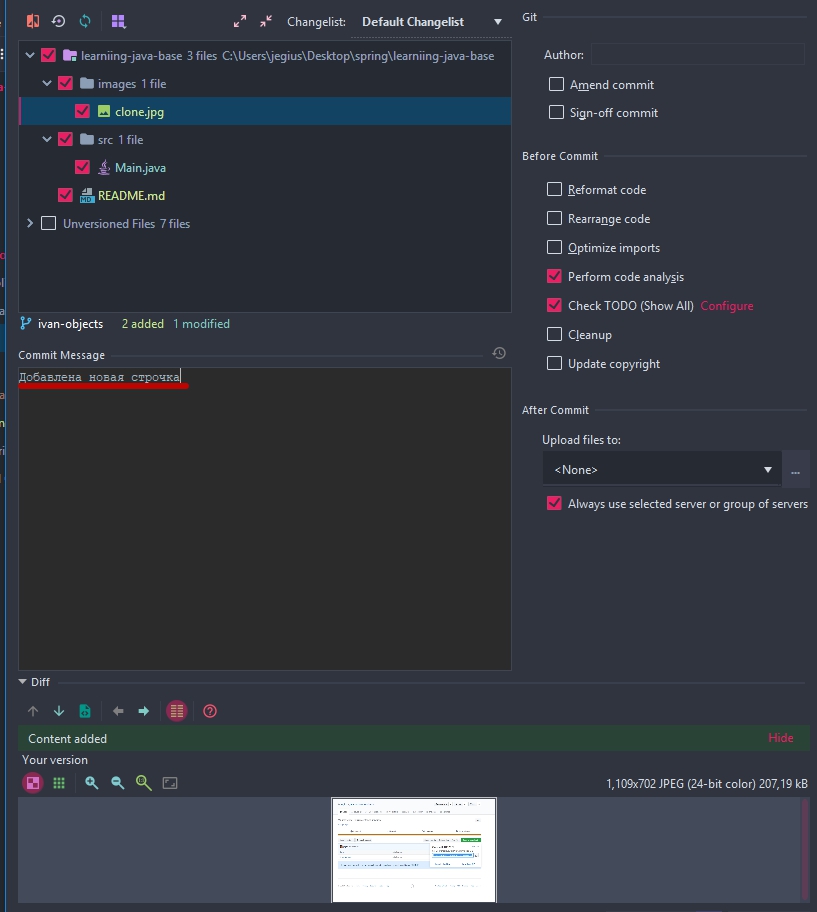 Changelist: Default Changelist
learniing-java-base 3 files C:\Users\jegius\Desktop\spring\learniing-java-base
images 1 file
clone.jpg
src 1 file
Main.java
README.md
Unversioned Files 7 files
ivan-objects 2 added 1 modified
Commit Message
Добавлена новая строчка
Git
Author:
Amend commit
Sign-off commit
Before Commit
Reformat code
Rearrange code
Optimize imports
Perform code analysis
Check TODO (Show All) Configure
Cleanup
Update copyright
After Commit
Upload files to:
<None>
...
Always use selected server or group of servers
Diff
Content added Hide
Your version
1,109x702 JPEG (24-bit color) 207,19 kB